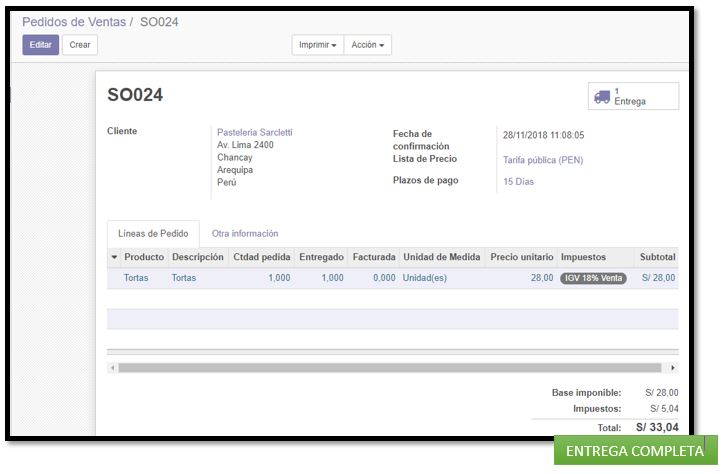 Pedidos de Ventas / SO024
Editar Crear Imprimir Acción
SO024
1
Entrega
Cliente
Pasteleria Sarcletti
Av. Lima 2400
Chancay
Arequipa
Perú
Fecha de
confirmación
28/11/2018 11:08:05
Lista de Precio
Tarifa pública (PEN)
Plazos de pago
15 Días
Líneas de Pedido Otra información
Producto Descripción Ctdad pedida Entregado Facturada Unidad de Medida Precio unitario Impuestos Subtotal
Tortas Tortas 1,000 1,000 0,000 Unidad(es) 28,00 IGV 18% Venta S/ 28,00
Base imponible: S/ 28,00
Impuestos: S/ 5,04
Total: S/ 33,04
ENTREGA COMPLETA